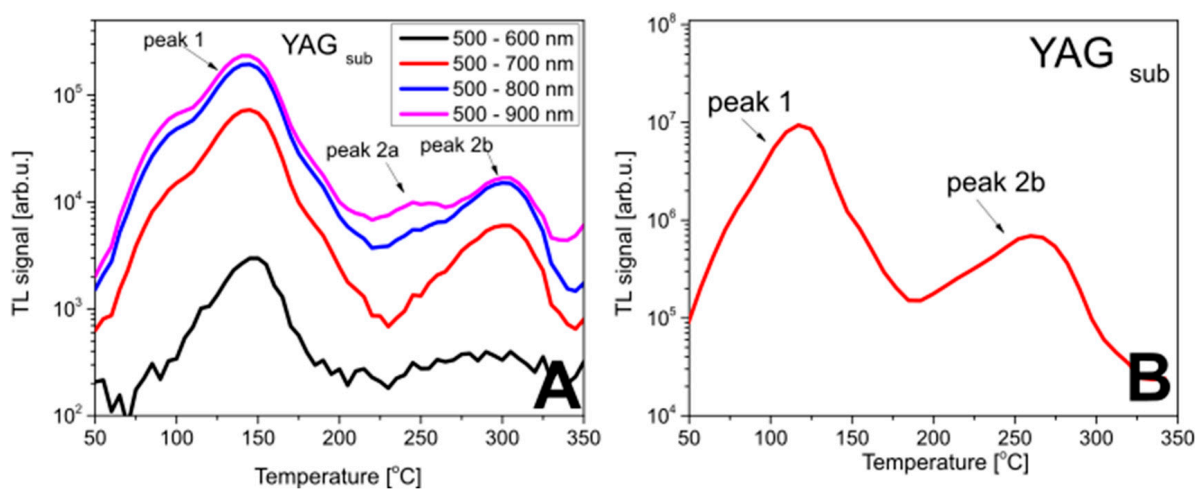 peak 1
YAG sub
500 - 600 nm
500 - 700 nm
500 - 800 nm
500 - 900 nm
peak 2a
peak 2b
A
TL signal [arb.u.]
10^5
10^4
10^3
10^2
50 100 150 200 250 300 350
Temperature [°C]
YAG sub
peak 1
peak 2b
B
TL signal [arb.u.]
10^8
10^7
10^6
10^5
10^4
50 100 150 200 250 300 350
Temperature [°C]